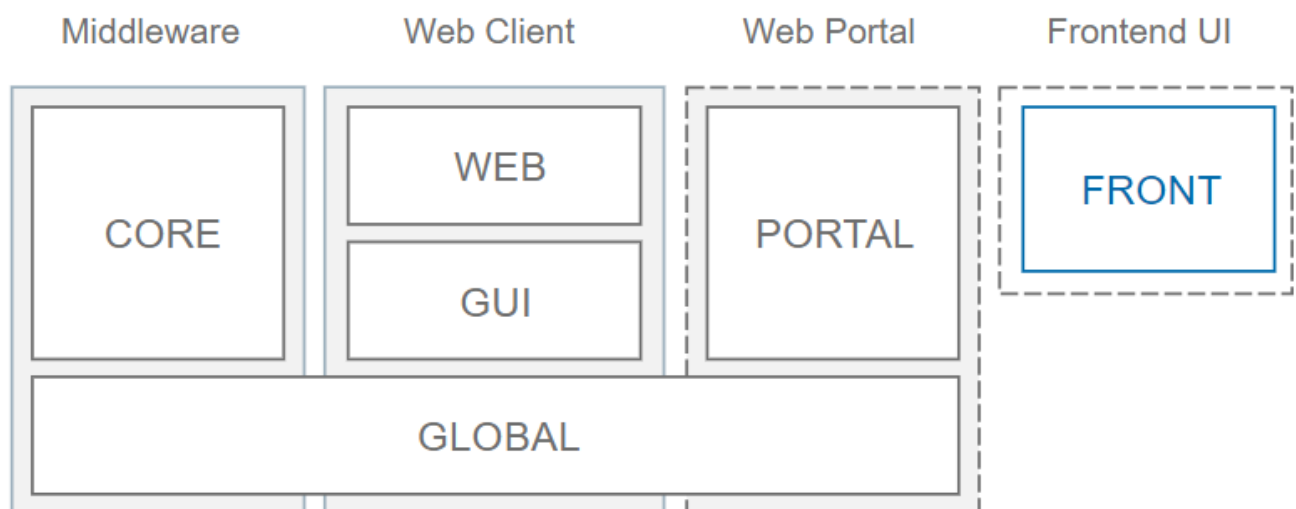 Middleware
Web Client
Web Portal
Frontend UI
CORE
WEB
GUI
PORTAL
FRONT
GLOBAL